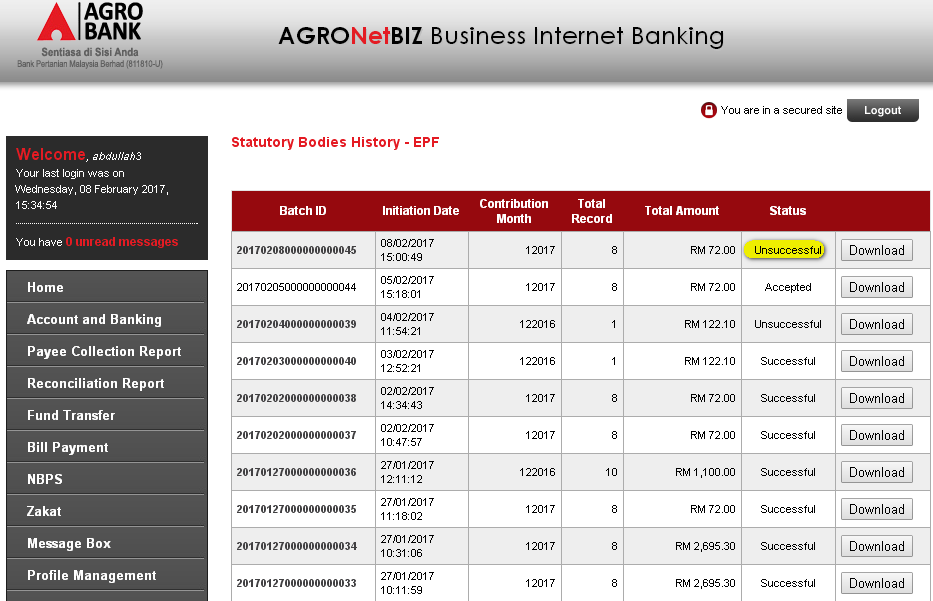 AGRO
BANK
Sentiasa di Sisi Anda
Bank Pertanian Malaysia Berhad (811810-U)
AGRONetBIZ Business Internet Banking
You are in a secured site
Logout
Welcome, abdullah3
Your last login was on
Wednesday, 08 February 2017,
15:34:54
You have 0 unread messages
Home
Account and Banking
Payee Collection Report
Reconciliation Report
Fund Transfer
Bill Payment
NBPS
Zakat
Message Box
Profile Management
Statutory Bodies History - EPF
Batch ID Initiation Date Contribution Month Total Record Total Amount Status
20170208000000000045 08/02/2017 15:00:49 12017 8 RM 72.00 Unsuccessful Download
20170205000000000044 05/02/2017 15:18:01 12017 8 RM 72.00 Accepted Download
20170204000000000039 04/02/2017 11:54:21 122016 1 RM 122.10 Unsuccessful Download
20170203000000000040 03/02/2017 12:52:21 122016 1 RM 122.10 Successful Download
20170202000000000038 02/02/2017 14:34:43 12017 8 RM 72.00 Successful Download
20170202000000000037 02/02/2017 10:47:57 12017 8 RM 72.00 Successful Download
20170127000000000036 27/01/2017 12:11:12 122016 10 RM 1,100.00 Successful Download
20170127000000000035 27/01/2017 11:18:02 12017 8 RM 72.00 Successful Download
20170127000000000034 27/01/2017 10:31:06 12017 8 RM 2,695.30 Successful Download
20170127000000000033 27/01/2017 10:11:59 12017 8 RM 2,695.30 Successful Download